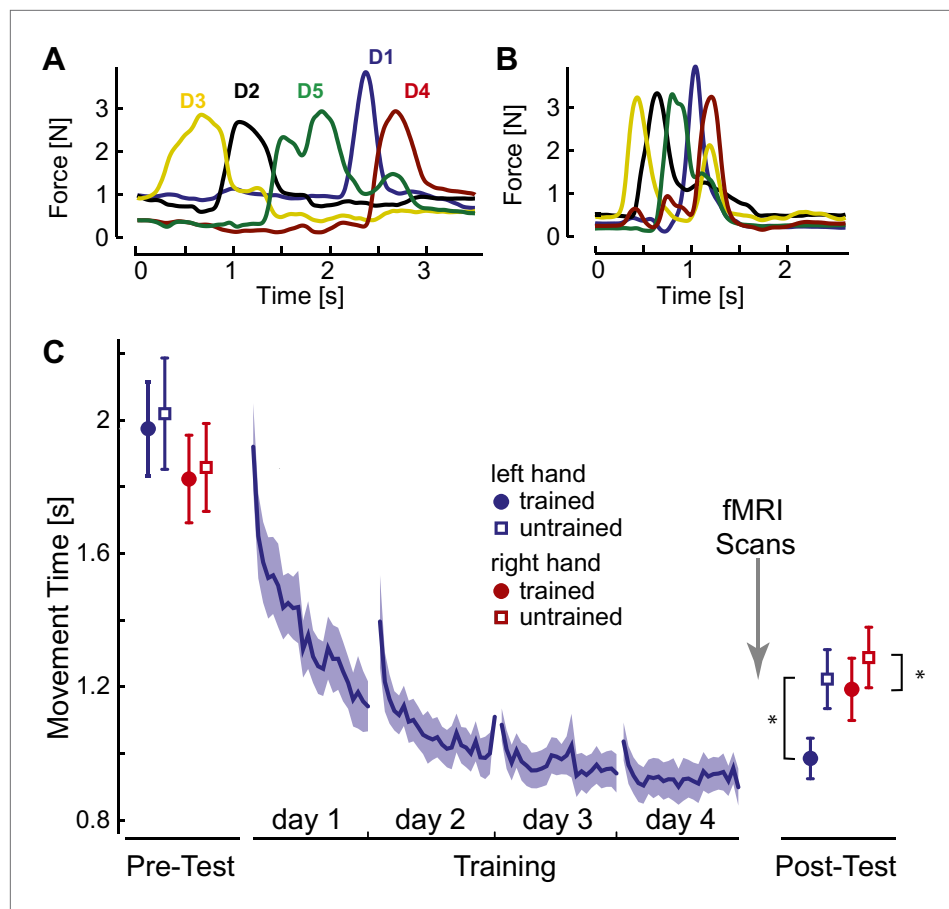 A
D3
D2
D5
D1
D4
Force [N]
3
2
1
0
0
1
2
3
Time [s]
B
Force [N]
3
2
1
0
0
1
2
Time [s]
C
Movement Time [s]
2
1.6
1.2
0.8
left hand
trained
untrained
right hand
trained
untrained
fMRI
Scans
*
*
day 1
day 2
day 3
day 4
Pre-Test
Training
Post-Test